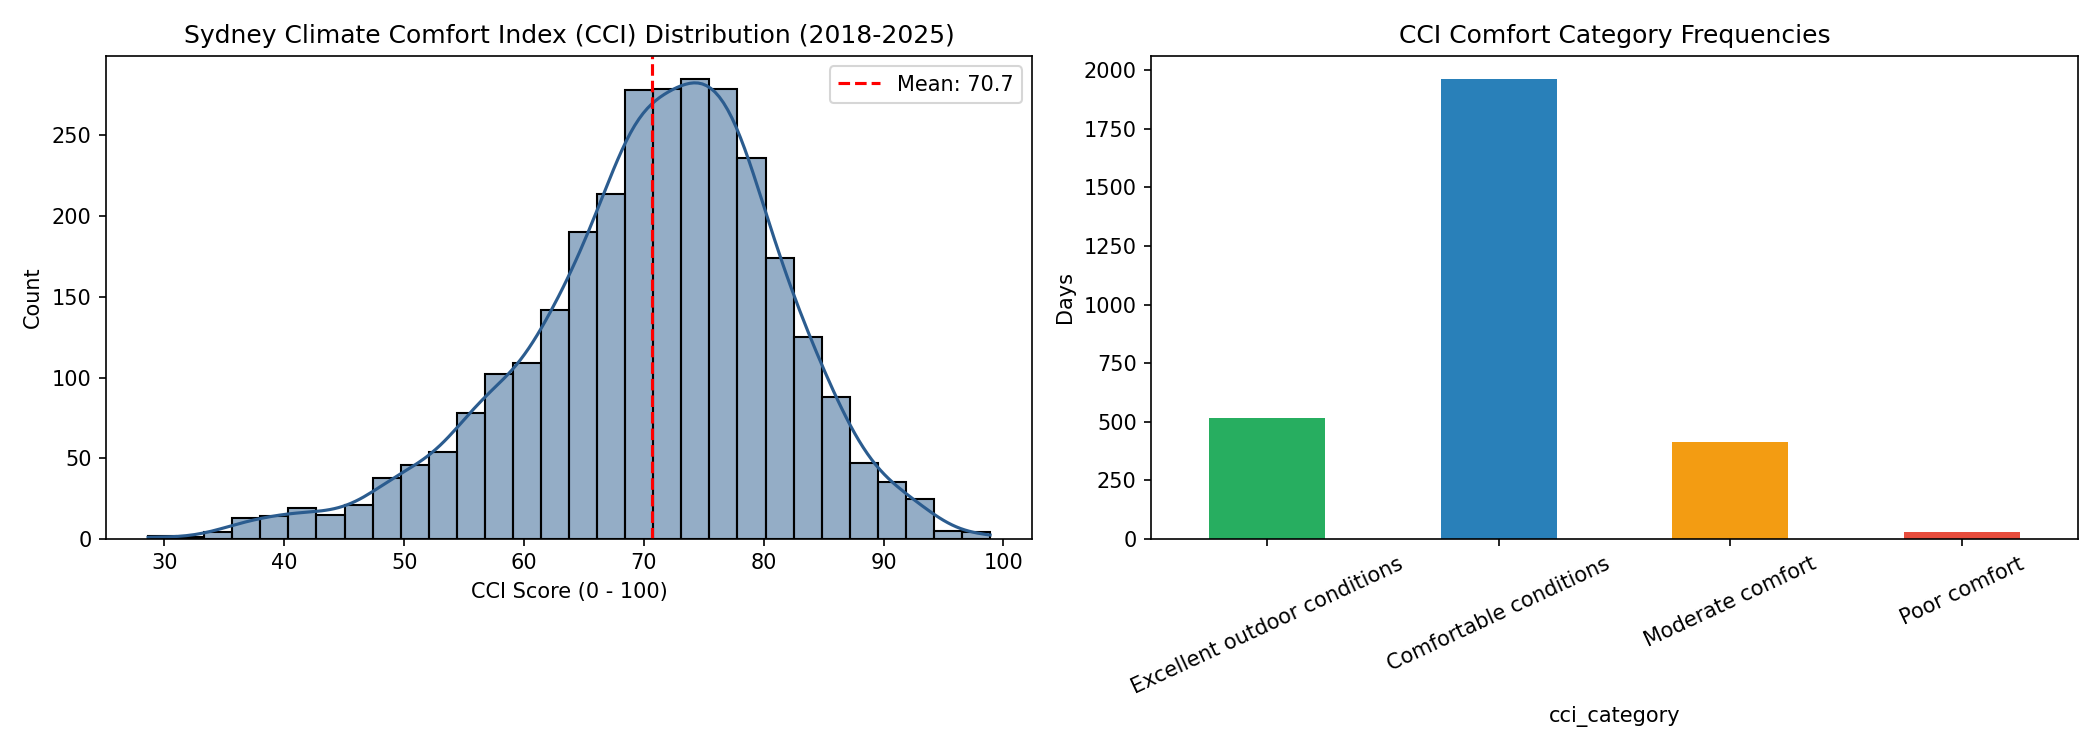 Sydney Climate Comfort Index (CCI) Distribution (2018-2025)
Mean: 70.7
Count
250
200
150
100
50
0
30 40 50 60 70 80 90 100
CCI Score (0 - 100)
CCI Comfort Category Frequencies
Days
2000
1750
1500
1250
1000
750
500
250
0
Excellent outdoor conditions
Comfortable conditions
Moderate comfort
Poor comfort
cci_category